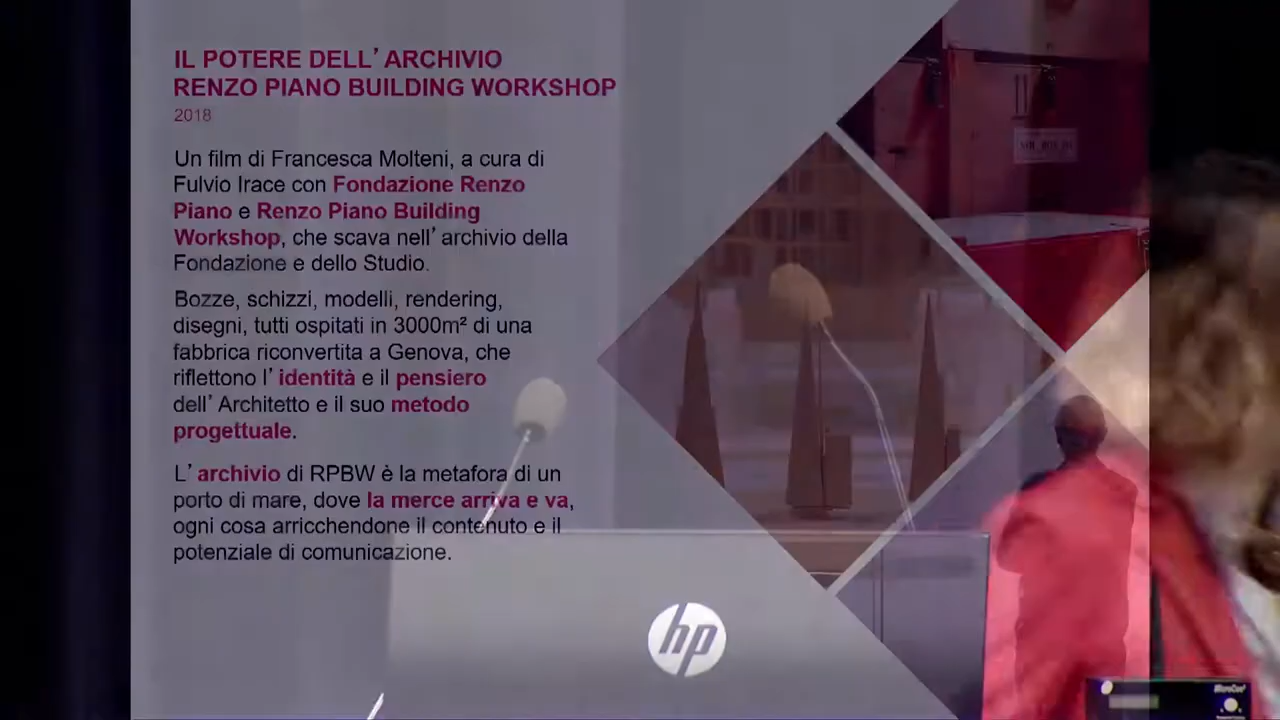 IL POTERE DELL’ARCHIVIO
RENZO PIANO BUILDING WORKSHOP
2018
Un film di Francesca Molteni, a cura di
Fulvio Irace con Fondazione Renzo
Piano e Renzo Piano Building
Workshop, che scava nell’archivio della
Fondazione e dello Studio.
Bozze, schizzi, modelli, rendering,
disegni, tutti ospitati in 3000m² di una
fabbrica riconvertita a Genova, che
riflettono l’identità e il pensiero
dell’Architetto e il suo metodo
progettuale.
L’archivio di RPBW è la metafora di un
porto di mare, dove la merce arriva e va,
ogni cosa arricchendone il contenuto e il
potenziale di comunicazione.
hp